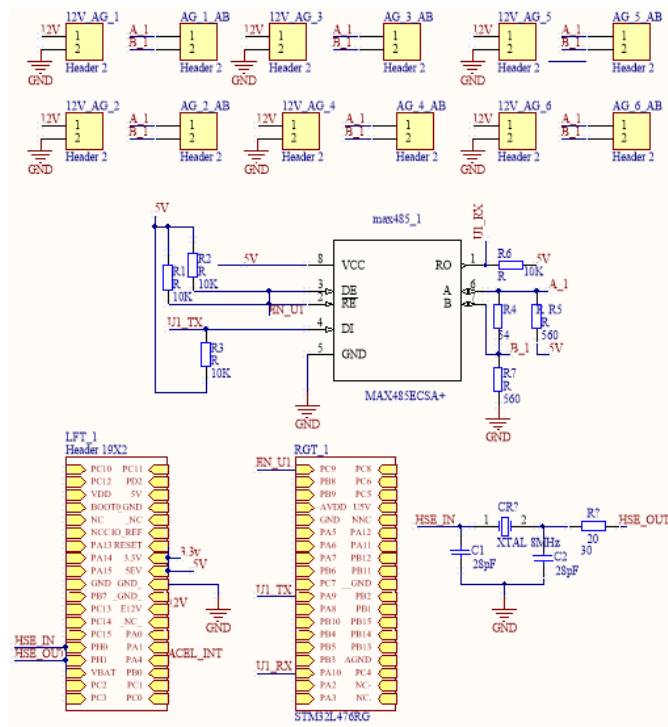 12V_AG_1 AG_1_AB 12V_AG_3 AG_3_AB 12V_AG_5 AG_5_AB
12V 1 A_1 1 12V 1 A_1 1 12V 1 A_1 1
2 B_1 2 2 B_1 2 2 B_1 2
GND Header 2 Header 2 GND Header 2 Header 2 GND Header 2 Header 2
12V_AG_2 AG_2_AB 12V_AG_4 AG_4_AB 12V_AG_6 AG_6_AB
12V 1 A_1 1 12V 1 A_1 1 12V 1 A_1 1
2 B_1 2 2 B_1 2 2 B_1 2
GND Header 2 Header 2 GND Header 2 Header 2 GND Header 2 Header 2
5V max485_1 U1_RX
R1 R 10K
R2 R 10K
5V 8 VCC RO 1 R6 R 10K 5V
3 DE A 6 A_1
2 RE B 7
EN_U1
U1_TX 4 DI
R4 R 54
R5 R 560
B_1 5V
R3 R 10K
5 GND
GND
R7 R 560
GND
MAX485ECSA+
LFT_1
Header 19X2
PC10 PC11
PC12 PD2
VDD 5V
BOOT0 GND
NC _NC
NCC IO_REF
PA13 RESET
PA14 3.3V 3.3v
PA15 5EV 5V
GND GND_
PB7 _GND_
PC13 E12V 12V
PC14 _NC_
PC15 PA0
HSE_IN PH0 PA1 ACEL_INT
HSE_OUT PH1 PA4
VBAT PB0
PC2 PC1
PC3 PC0
GND
RGT_1
EN_U1 PC9 PC8
PB8 PC6
PB9 PC5
AVDD U5V
GND NNC
PA5 PA12
PA6 PA11
PA7 PB12
PB6 PB11
PC7 _GND
U1_TX PA9 PB2
PA8 PB1
PB10 PB15
PB4 PB14
PB5 PB13
PB3 AGND
U1_RX PA10 PC4
PA2 NC-
PA3 NC.
STM32L476RG
HSE_IN 1 CR? 2 R? HSE_OUT
XTAL 8MHz 20
30
C1 28pF
C2 28pF
GND